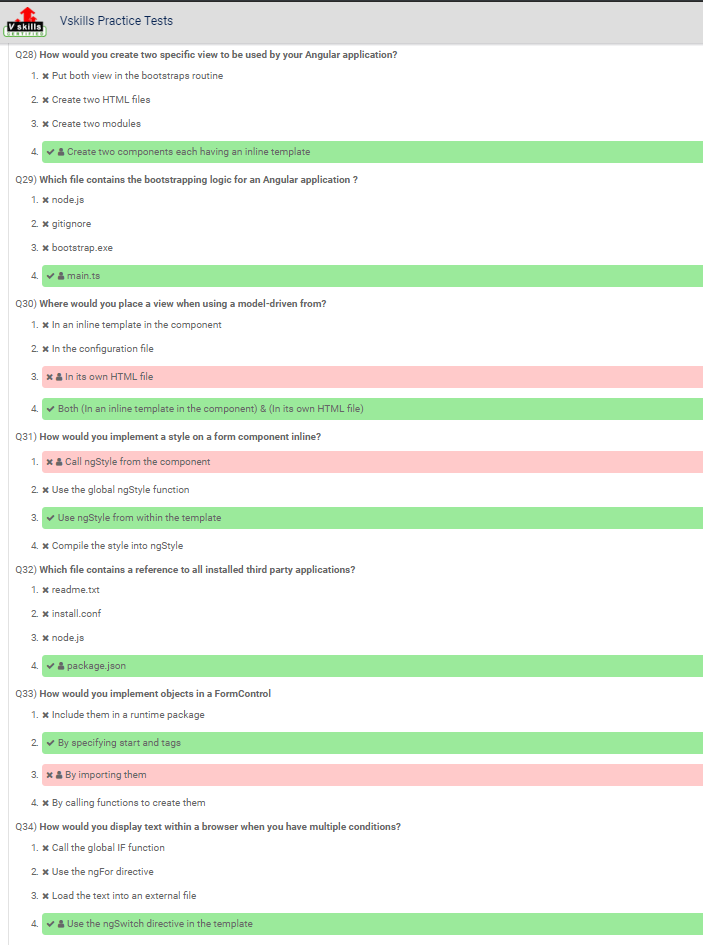 V skills
CERTIFIED
Vskills Practice Tests
Q28) How would you create two specific view to be used by your Angular application?
1. ✖ Put both view in the bootstraps routine
2. ✖ Create two HTML files
3. ✖ Create two modules
4. ✔ Create two components each having an inline template
Q29) Which file contains the bootstrapping logic for an Angular application ?
1. ✖ node.js
2. ✖ gitignore
3. ✖ bootstrap.exe
4. ✔ main.ts
Q30) Where would you place a view when using a model-driven from?
1. ✖ In an inline template in the component
2. ✖ In the configuration file
3. ✖ In its own HTML file
4. ✔ Both (In an inline template in the component) & (In its own HTML file)
Q31) How would you implement a style on a form component inline?
1. ✖ Call ngStyle from the component
2. ✖ Use the global ngStyle function
3. ✔ Use ngStyle from within the template
4. ✖ Compile the style into ngStyle
Q32) Which file contains a reference to all installed third party applications?
1. ✖ readme.txt
2. ✖ install.conf
3. ✖ node.js
4. ✔ package.json
Q33) How would you implement objects in a FormControl
1. ✖ Include them in a runtime package
2. ✔ By specifying start and tags
3. ✖ By importing them
4. ✖ By calling functions to create them
Q34) How would you display text within a browser when you have multiple conditions?
1. ✖ Call the global IF function
2. ✖ Use the ngFor directive
3. ✖ Load the text into an external file
4. ✔ Use the ngSwitch directive in the template